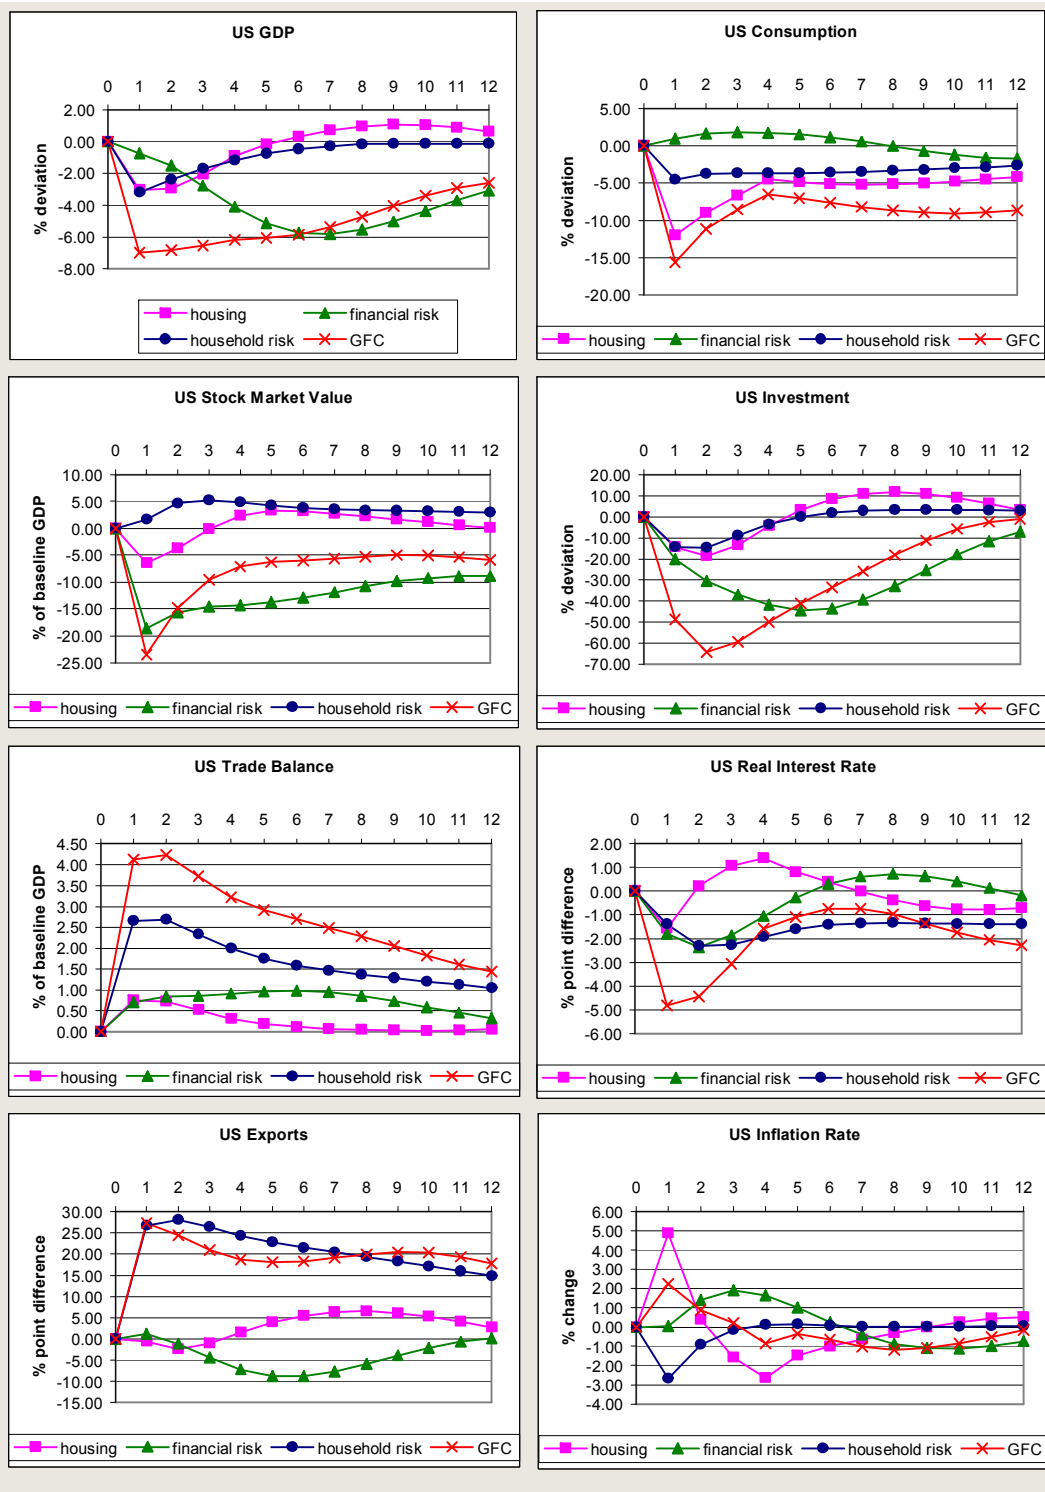 US GDP
0 1 2 3 4 5 6 7 8 9 10 11 12
2.00
0.00
-2.00
-4.00
-6.00
-8.00
% deviation
housing financial risk
household risk GFC
US Consumption
0 1 2 3 4 5 6 7 8 9 10 11 12
5.00
0.00
-5.00
-10.00
-15.00
-20.00
% deviation
housing financial risk household risk GFC
US Stock Market Value
0 1 2 3 4 5 6 7 8 9 10 11 12
10.00
5.00
0.00
-5.00
-10.00
-15.00
-20.00
-25.00
% of baseline GDP
housing financial risk household risk GFC
US Investment
0 1 2 3 4 5 6 7 8 9 10 11 12
20.00
10.00
0.00
-10.00
-20.00
-30.00
-40.00
-50.00
-60.00
-70.00
% deviation
housing financial risk household risk GFC
US Trade Balance
0 1 2 3 4 5 6 7 8 9 10 11 12
4.50
4.00
3.50
3.00
2.50
2.00
1.50
1.00
0.50
0.00
% of baseline GDP
housing financial risk household risk GFC
US Real Interest Rate
0 1 2 3 4 5 6 7 8 9 10 11 12
2.00
1.00
0.00
-1.00
-2.00
-3.00
-4.00
-5.00
-6.00
% point difference
housing financial risk household risk GFC
US Exports
0 1 2 3 4 5 6 7 8 9 10 11 12
30.00
25.00
20.00
15.00
10.00
5.00
0.00
-5.00
-10.00
-15.00
% point difference
housing financial risk household risk GFC
US Inflation Rate
0 1 2 3 4 5 6 7 8 9 10 11 12
6.00
5.00
4.00
3.00
2.00
1.00
0.00
-1.00
-2.00
-3.00
-4.00
% change
housing financial risk household risk GFC